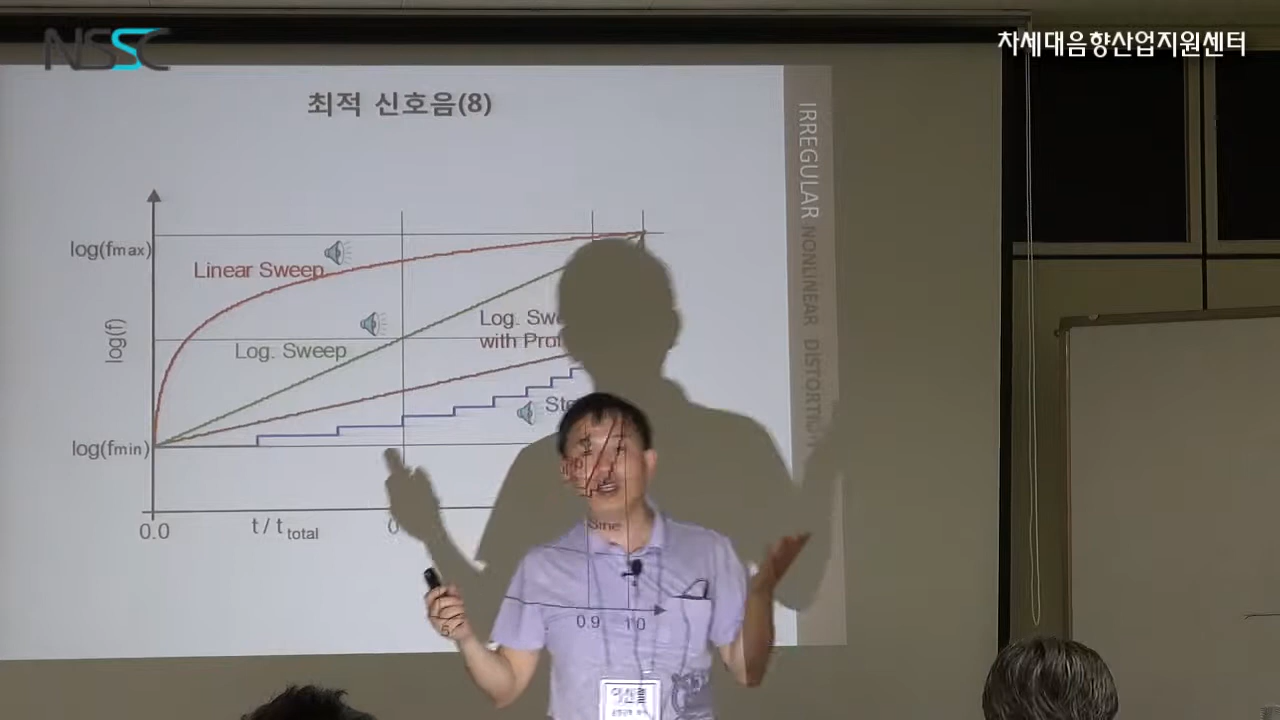 NSSC
차세대음향산업지원센터
최적 신호음(8)
IRREGULAR NONLINEAR DISTORTION
log(fmax)
Linear Sweep
Log. Sweep
with
log(f)
Log. Sweep
log(fmin)
0.0
t / t total
0.9
1.0